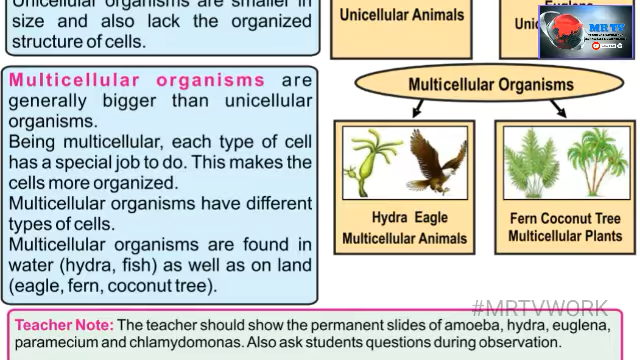 Unicellular organisms are smaller in
size and also lack the organized
structure of cells.
Unicellular Animals
Euglena
MR TV
Multicellular organisms are
generally bigger than unicellular
organisms.
Being multicellular, each type of cell
has a special job to do. This makes the
cells more organized.
Multicellular organisms have different
types of cells.
Multicellular organisms are found in
water (hydra, fish) as well as on land
(eagle, fern, coconut tree).
Multicellular Organisms
Hydra Eagle
Multicellular Animals
Fern Coconut Tree
Multicellular Plants
#MRTVWORK
Teacher Note: The teacher should show the permanent slides of amoeba, hydra, euglena,
paramecium and chlamydomonas. Also ask students questions during observation.